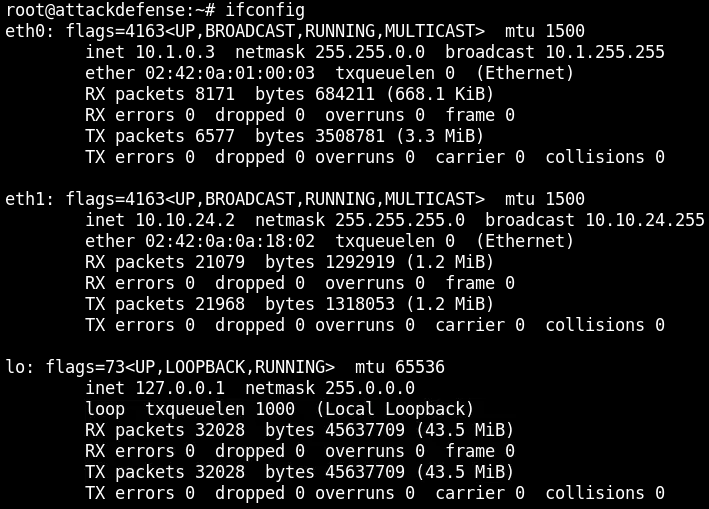 root@attackdefense:~# ifconfig
eth0: flags=4163<UP,BROADCAST,RUNNING,MULTICAST>  mtu 1500
        inet 10.1.0.3  netmask 255.255.0.0  broadcast 10.1.255.255
        ether 02:42:0a:01:00:03  txqueuelen 0  (Ethernet)
        RX packets 8171  bytes 684211 (668.1 KiB)
        RX errors 0  dropped 0  overruns 0  frame 0
        TX packets 6577  bytes 3508781 (3.3 MiB)
        TX errors 0  dropped 0 overruns 0  carrier 0  collisions 0

eth1: flags=4163<UP,BROADCAST,RUNNING,MULTICAST>  mtu 1500
        inet 10.10.24.2  netmask 255.255.255.0  broadcast 10.10.24.255
        ether 02:42:0a:0a:18:02  txqueuelen 0  (Ethernet)
        RX packets 21079  bytes 1292919 (1.2 MiB)
        RX errors 0  dropped 0  overruns 0  frame 0
        TX packets 21968  bytes 1318053 (1.2 MiB)
        TX errors 0  dropped 0 overruns 0  carrier 0  collisions 0

lo: flags=73<UP,LOOPBACK,RUNNING>  mtu 65536
        inet 127.0.0.1  netmask 255.0.0.0
        loop  txqueuelen 1000  (Local Loopback)
        RX packets 32028  bytes 45637709 (43.5 MiB)
        RX errors 0  dropped 0  overruns 0  frame 0
        TX packets 32028  bytes 45637709 (43.5 MiB)
        TX errors 0  dropped 0 overruns 0  carrier 0  collisions 0